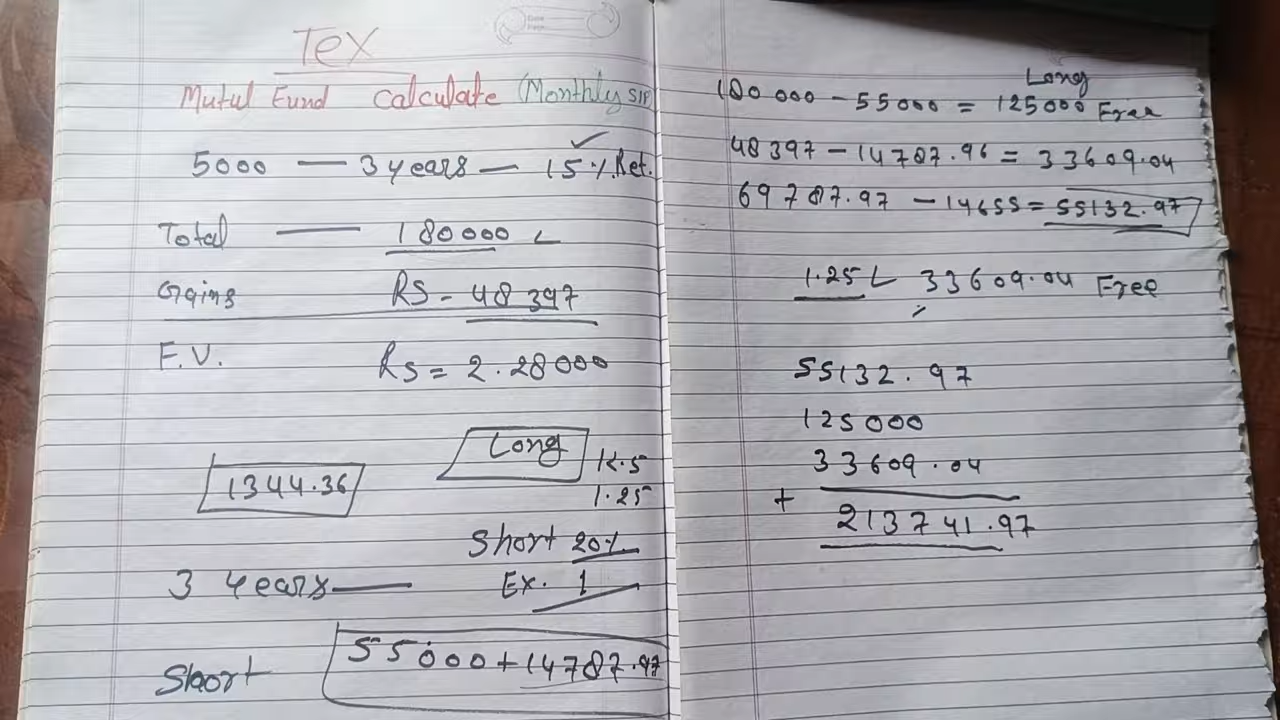 Tex
Mutul Fund calculate (Monthly SIP)
5000 — 3 years — 15% Ret.
Total — 180000 L
Gains RS - 48397
F.V. Rs = 2.28000
Long
12.5
1.25
1344.36
Short 20%
3 years — Ex. 1
Short 55000 + 14787.97
Long
180000 - 55000 = 125000 Free
48397 - 14787.96 = 33609.04
69787.97 - 14655 = 55132.97
1.25 L 33609.04 Free
55132.97
125000
33609.04
+
213741.97